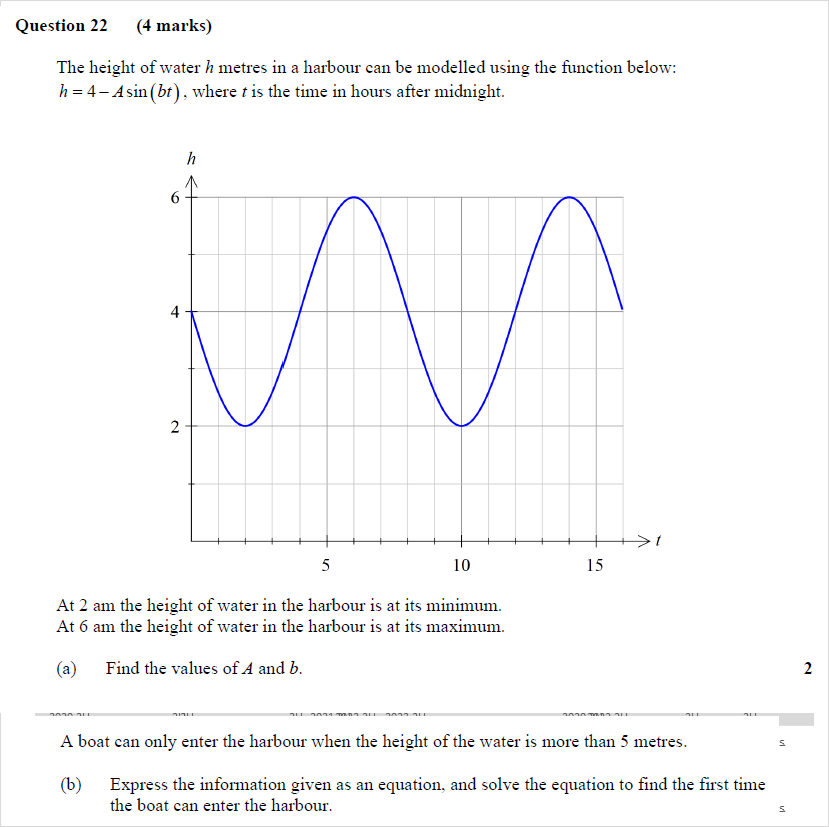 Question 22 (4 marks)
The height of water h metres in a harbour can be modelled using the function below:
h = 4 − A sin(bt), where t is the time in hours after midnight.
h
6
4
2
5 10 15
t
At 2 am the height of water in the harbour is at its minimum.
At 6 am the height of water in the harbour is at its maximum.
(a) Find the values of A and b. 2
A boat can only enter the harbour when the height of the water is more than 5 metres.
(b) Express the information given as an equation, and solve the equation to find the first time
the boat can enter the harbour.